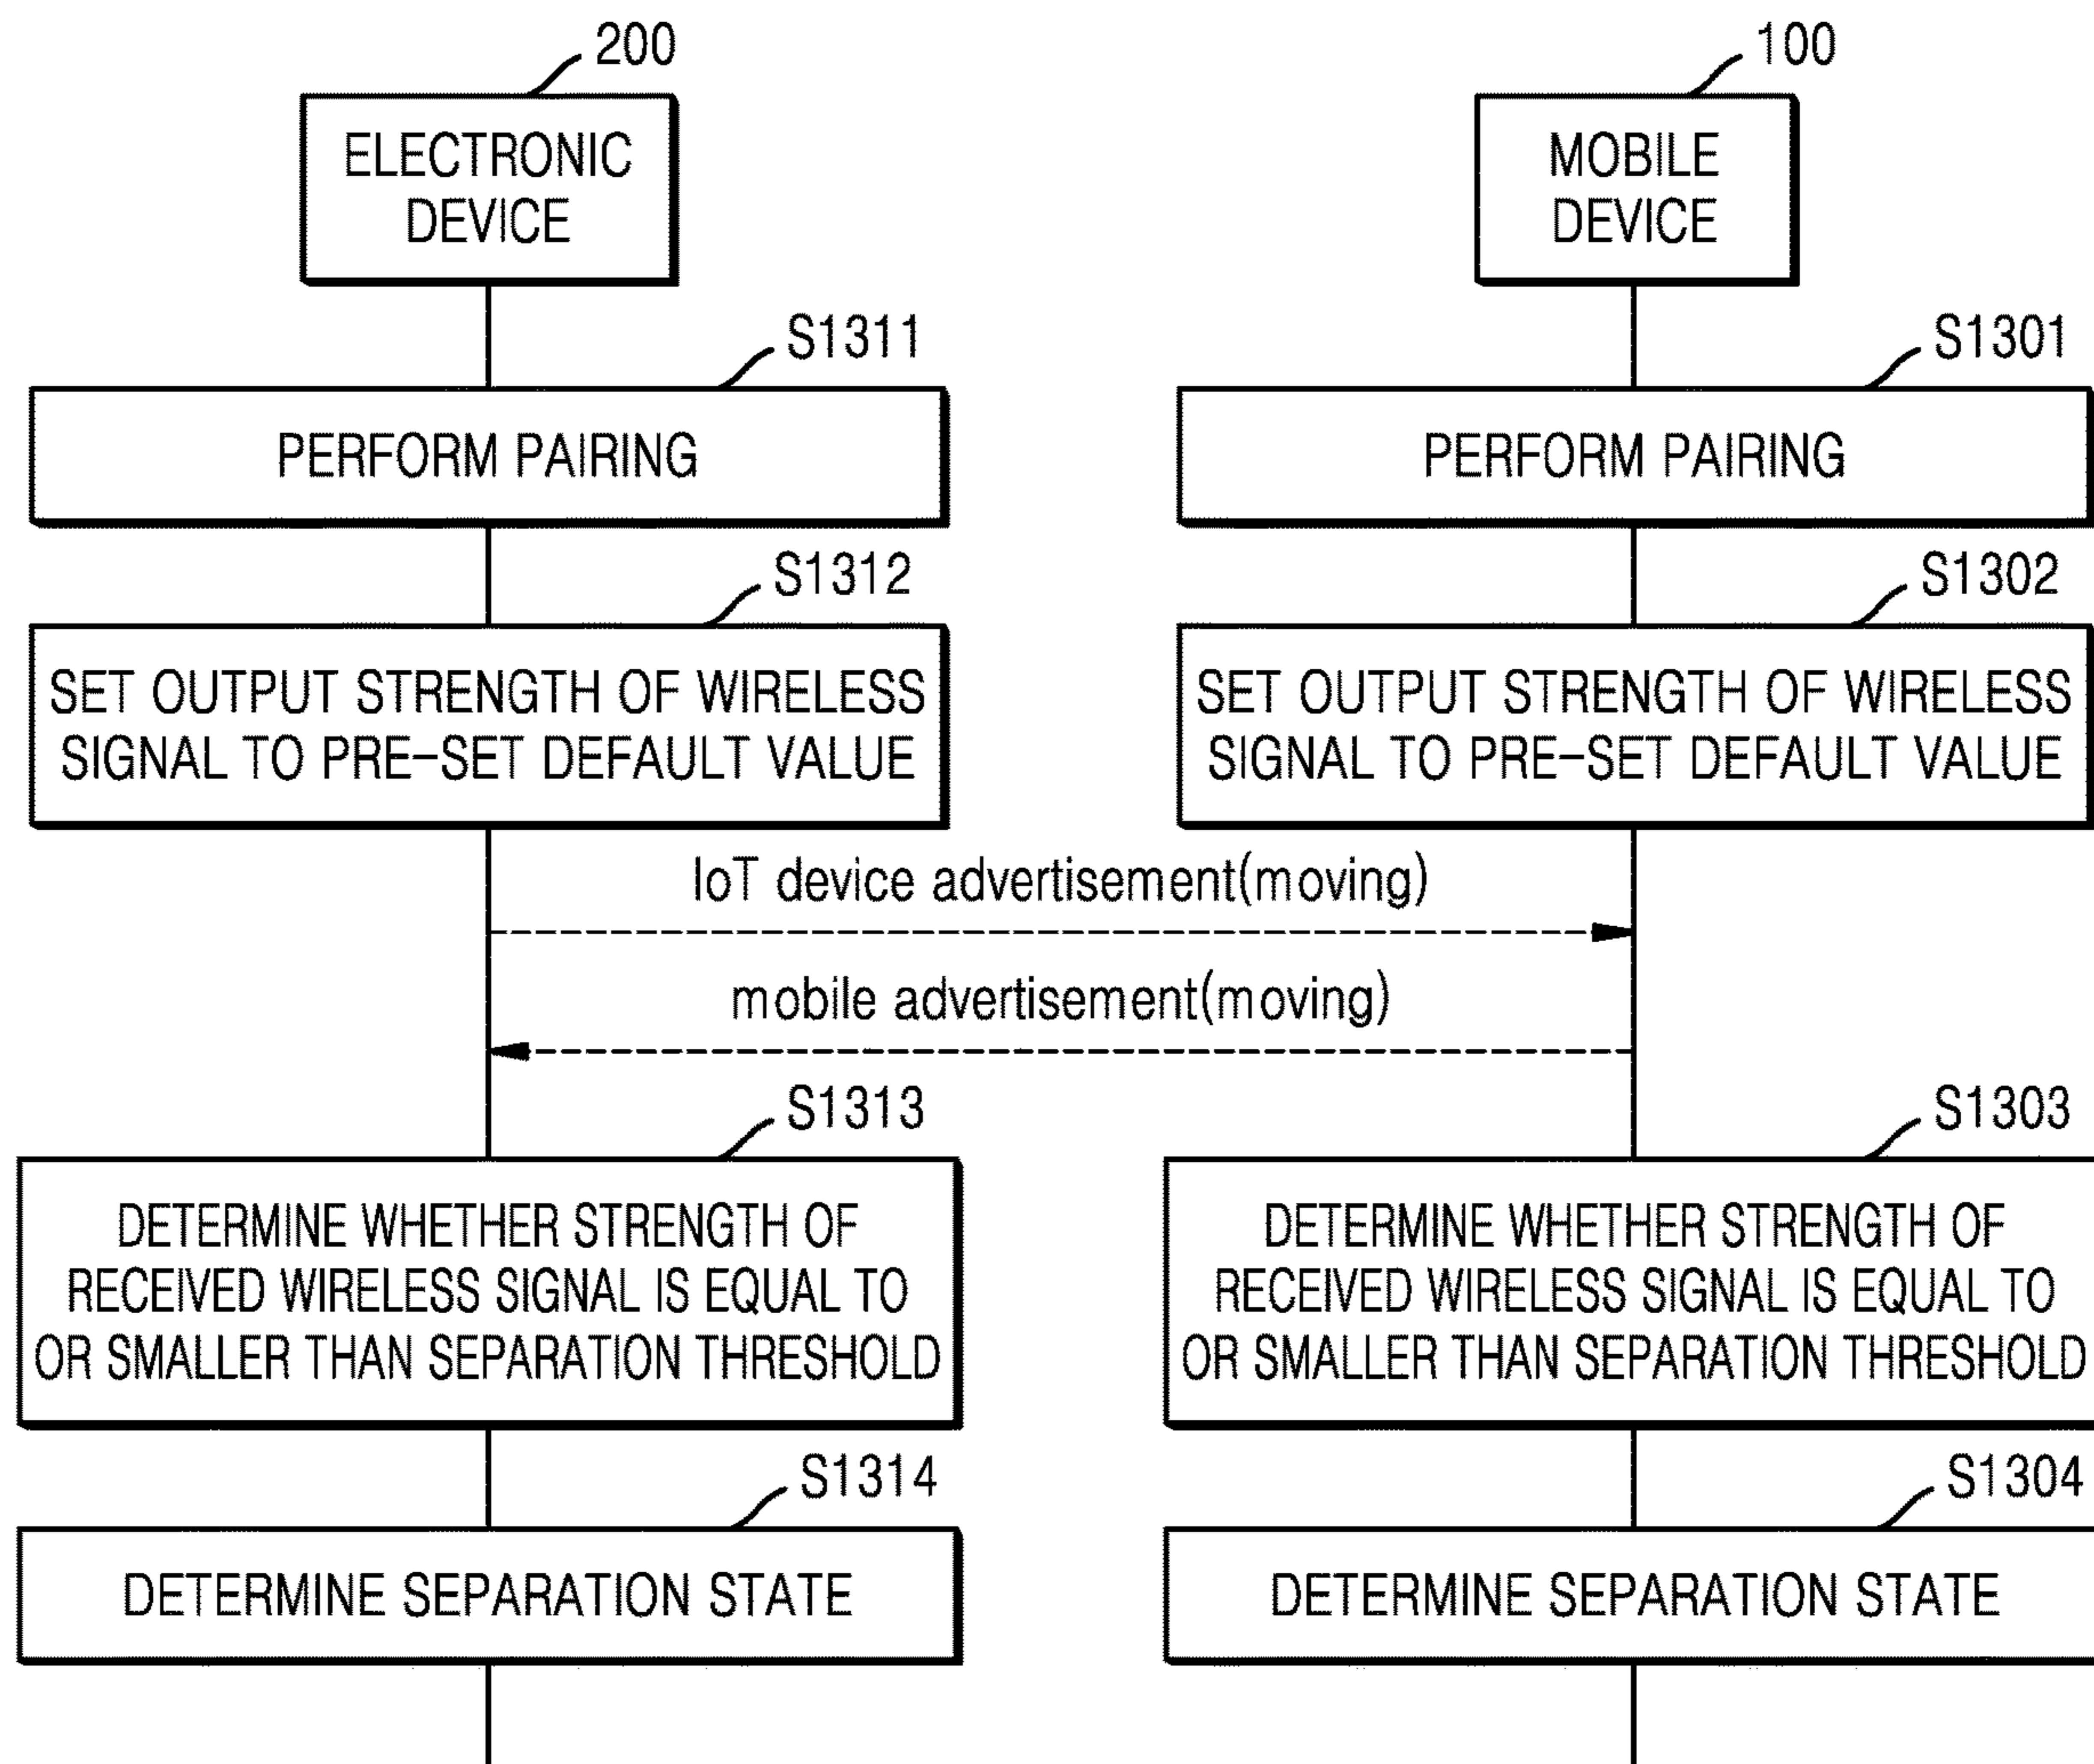 200
100
ELECTRONIC
DEVICE
MOBILE
DEVICE
S1311
S1301
PERFORM PAIRING
PERFORM PAIRING
S1312
S1302
SET OUTPUT STRENGTH OF WIRELESS
SIGNAL TO PRE-SET DEFAULT VALUE
SET OUTPUT STRENGTH OF WIRELESS
SIGNAL TO PRE-SET DEFAULT VALUE
IoT device advertisement(moving)
mobile advertisement(moving)
S1313
S1303
DETERMINE WHETHER STRENGTH OF
RECEIVED WIRELESS SIGNAL IS EQUAL TO
OR SMALLER THAN SEPARATION THRESHOLD
DETERMINE WHETHER STRENGTH OF
RECEIVED WIRELESS SIGNAL IS EQUAL TO
OR SMALLER THAN SEPARATION THRESHOLD
S1314
S1304
DETERMINE SEPARATION STATE
DETERMINE SEPARATION STATE